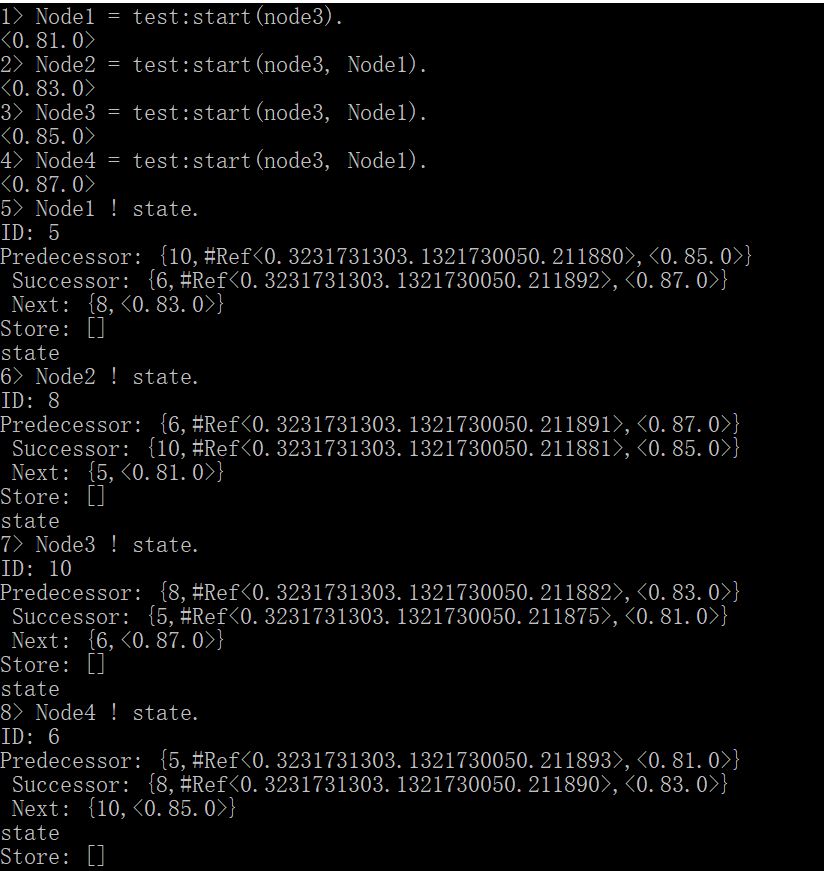 1> Node1 = test:start(node3).
<0.81.0>
2> Node2 = test:start(node3, Node1).
<0.83.0>
3> Node3 = test:start(node3, Node1).
<0.85.0>
4> Node4 = test:start(node3, Node1).
<0.87.0>
5> Node1 ! state.
ID: 5
Predecessor: {10,#Ref<0.3231731303.1321730050.211880>,<0.85.0>}
 Successor: {6,#Ref<0.3231731303.1321730050.211892>,<0.87.0>}
 Next: {8,<0.83.0>}
Store: []
state
6> Node2 ! state.
ID: 8
Predecessor: {6,#Ref<0.3231731303.1321730050.211891>,<0.87.0>}
 Successor: {10,#Ref<0.3231731303.1321730050.211881>,<0.85.0>}
 Next: {5,<0.81.0>}
Store: []
state
7> Node3 ! state.
ID: 10
Predecessor: {8,#Ref<0.3231731303.1321730050.211882>,<0.83.0>}
 Successor: {5,#Ref<0.3231731303.1321730050.211875>,<0.81.0>}
 Next: {6,<0.87.0>}
Store: []
state
8> Node4 ! state.
ID: 6
Predecessor: {5,#Ref<0.3231731303.1321730050.211893>,<0.81.0>}
 Successor: {8,#Ref<0.3231731303.1321730050.211890>,<0.83.0>}
 Next: {10,<0.85.0>}
state
Store: []